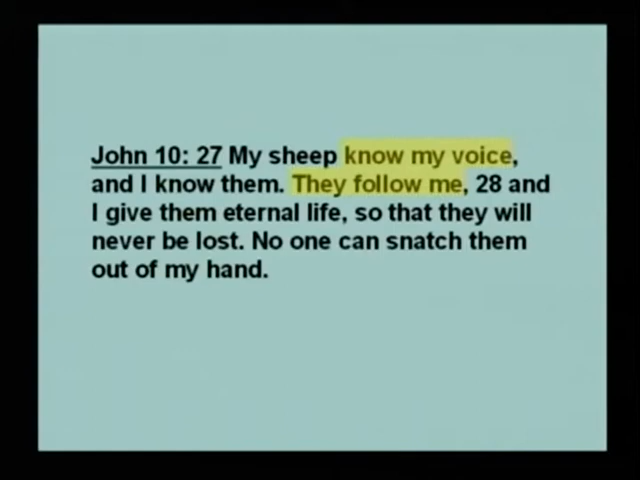 John 10: 27 My sheep know my voice,
and I know them. They follow me, 28 and
I give them eternal life, so that they will
never be lost. No one can snatch them
out of my hand.